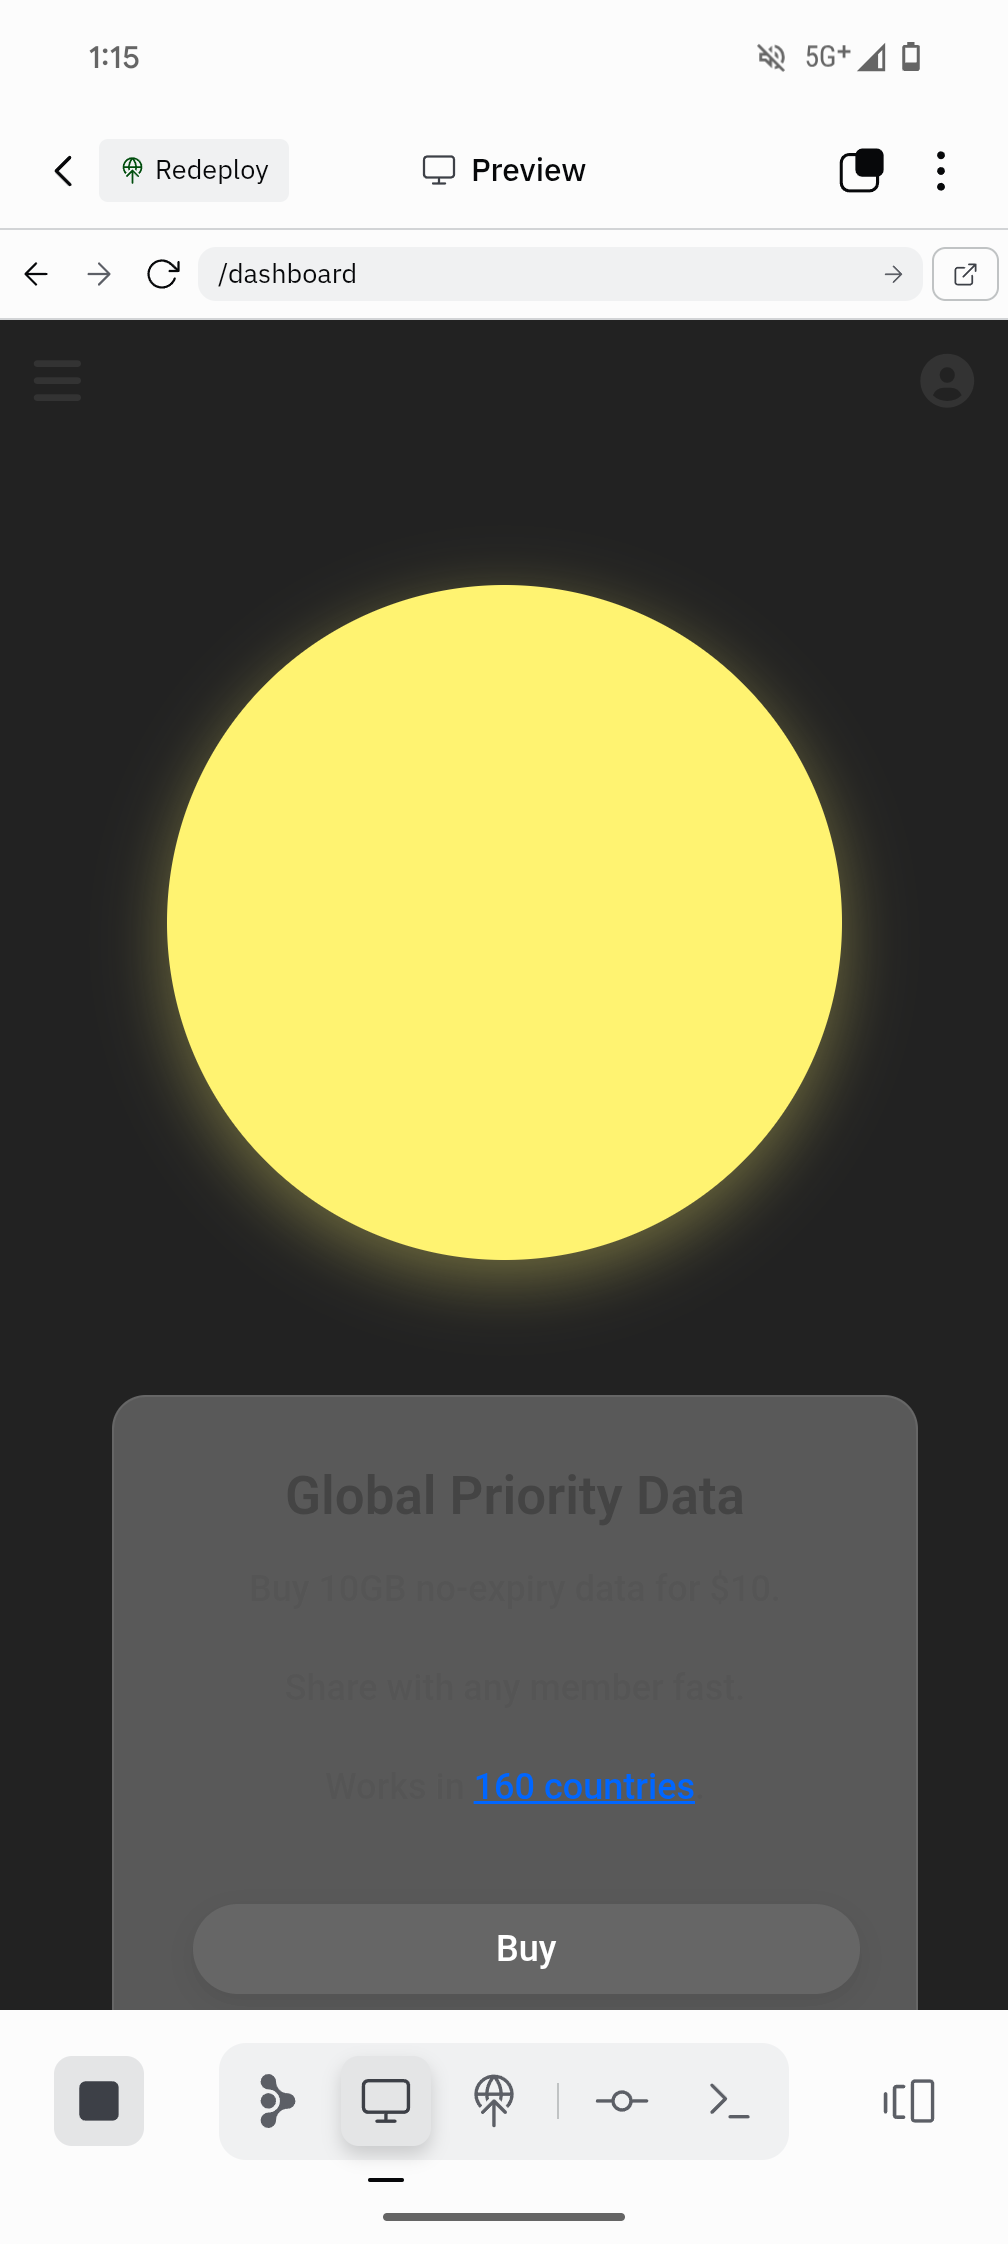 1:15
5G+
Redeploy
Preview
/dashboard
Global Priority Data
Buy 10GB no-expiry data for $10.
Share with any member fast.
Works in 160 countries
Buy